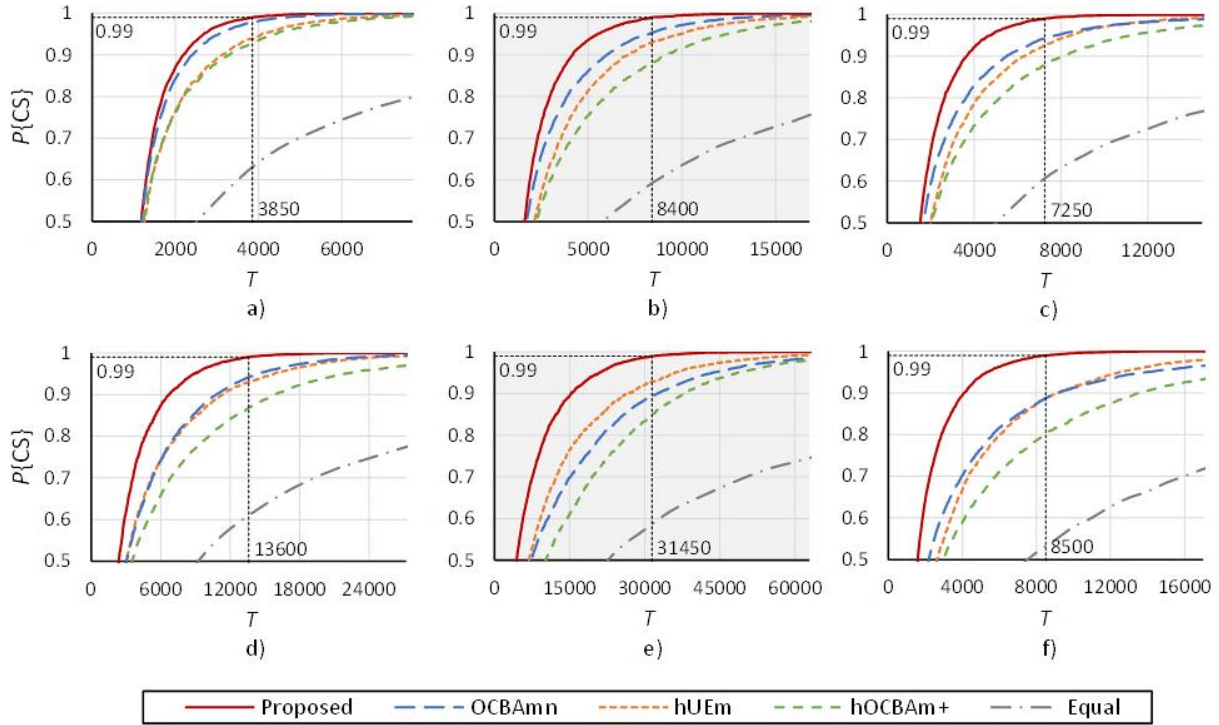 1
0.99
0.9
0.8
P{CS}
0.7
0.6
0.5
3850
0 2000 4000 6000
T
a)
1
0.99
0.9
0.8
0.7
0.6
0.5
8400
0 5000 10000 15000
T
b)
1
0.99
0.9
0.8
0.7
0.6
0.5
7250
0 4000 8000 12000
T
c)
1
0.99
0.9
0.8
P{CS}
0.7
0.6
0.5
13600
0 6000 12000 18000 24000
T
d)
1
0.99
0.9
0.8
0.7
0.6
0.5
31450
0 15000 30000 45000 60000
T
e)
1
0.99
0.9
0.8
0.7
0.6
0.5
8500
0 4000 8000 12000 16000
T
f)
Proposed OCBAmn hUEm hOCBAm+ Equal